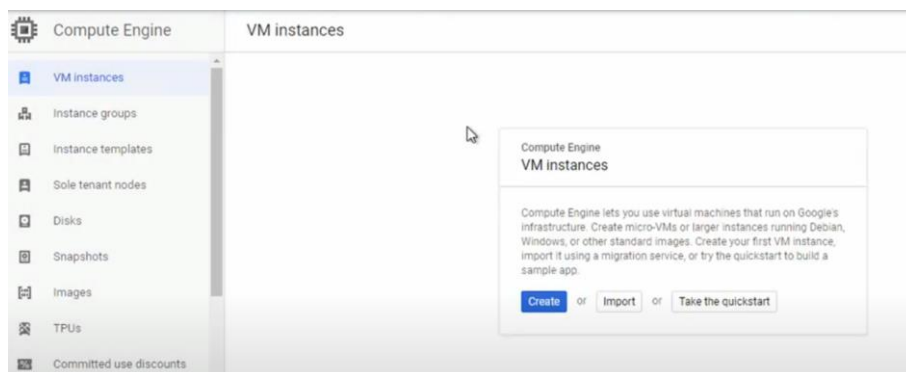 Compute Engine
VM instances
VM instances
Instance groups
Instance templates
Sole tenant nodes
Disks
Snapshots
Images
TPUs
Committed use discounts
Compute Engine
VM instances
Compute Engine lets you use virtual machines that run on Google's
infrastructure. Create micro-VMs or larger instances running Debian,
Windows, or other standard images. Create your first VM instance,
import it using a migration service, or try the quickstart to build a
sample app.
Create or Import or Take the quickstart